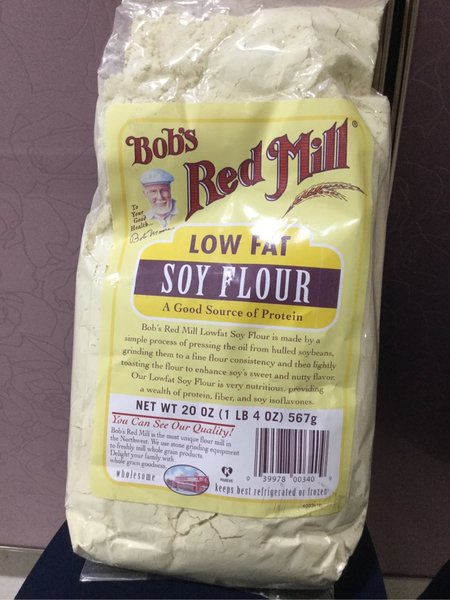 Bob's
Red Mill®
To
Your
Good
Health
Bob Moore
LOW FAT
SOY FLOUR
A Good Source of Protein
Bob's Red Mill Lowfat Soy Flour is made by a
simple process of pressing the oil from hulled soybeans,
grinding them to a fine flour consistency and then lightly
toasting the flour to enhance soy's sweet and nutty flavor.
Our Lowfat Soy Flour is very nutritious, providing
a wealth of protein, fiber, and soy isoflavones.
NET WT 20 OZ (1 LB 4 OZ) 567g
You Can See Our Quality!
Bob's Red Mill is the most unique flour mill in
the Northwest. We use stone grinding equipment
to freshly mill whole grain products.
Delight your family with
whole grain goodness.
wholesome
K
PAREVE
0 39978 00340 9
keeps best refrigerated or frozen